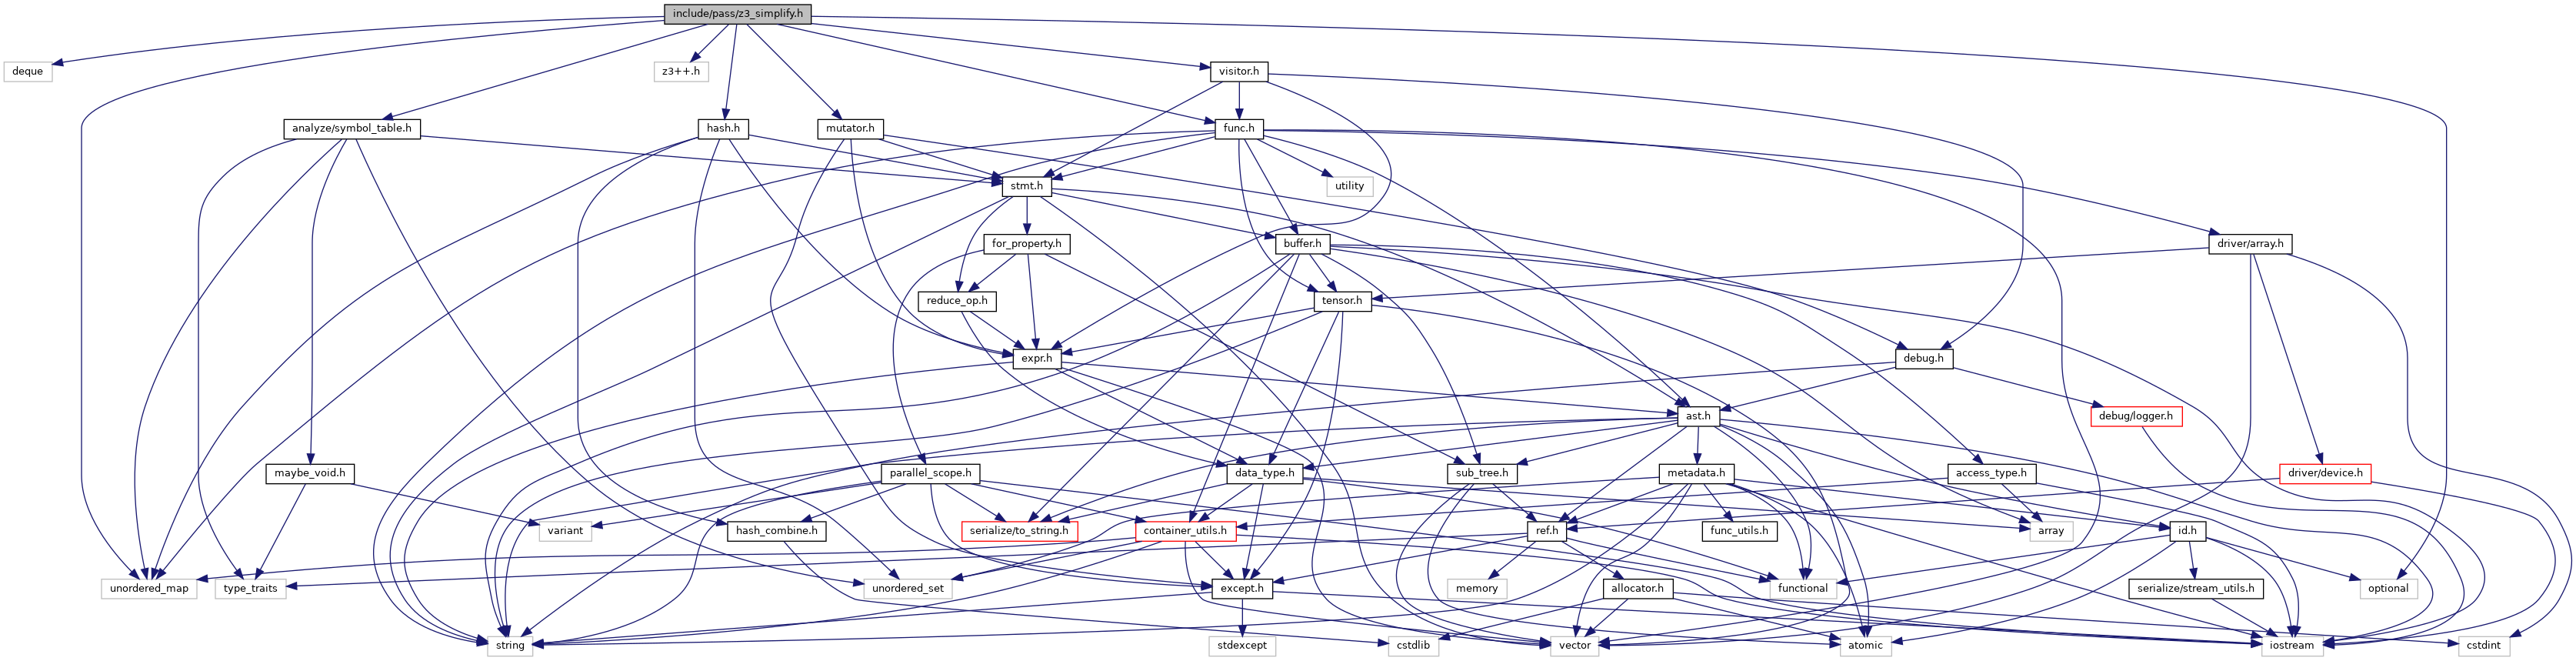 include/pass/z3_simplify.h
deque
z3++.h
visitor.h
analyze/symbol_table.h
hash.h
mutator.h
func.h
stmt.h
utility
for_property.h
buffer.h
driver/array.h
reduce_op.h
tensor.h
expr.h
debug.h
ast.h
debug/logger.h
maybe_void.h
parallel_scope.h
data_type.h
sub_tree.h
metadata.h
access_type.h
driver/device.h
variant
hash_combine.h
serialize/to_string.h
container_utils.h
ref.h
func_utils.h
array
id.h
unordered_map
type_traits
unordered_set
except.h
memory
allocator.h
functional
serialize/stream_utils.h
optional
string
stdexcept
cstdlib
vector
atomic
iostream
cstdint